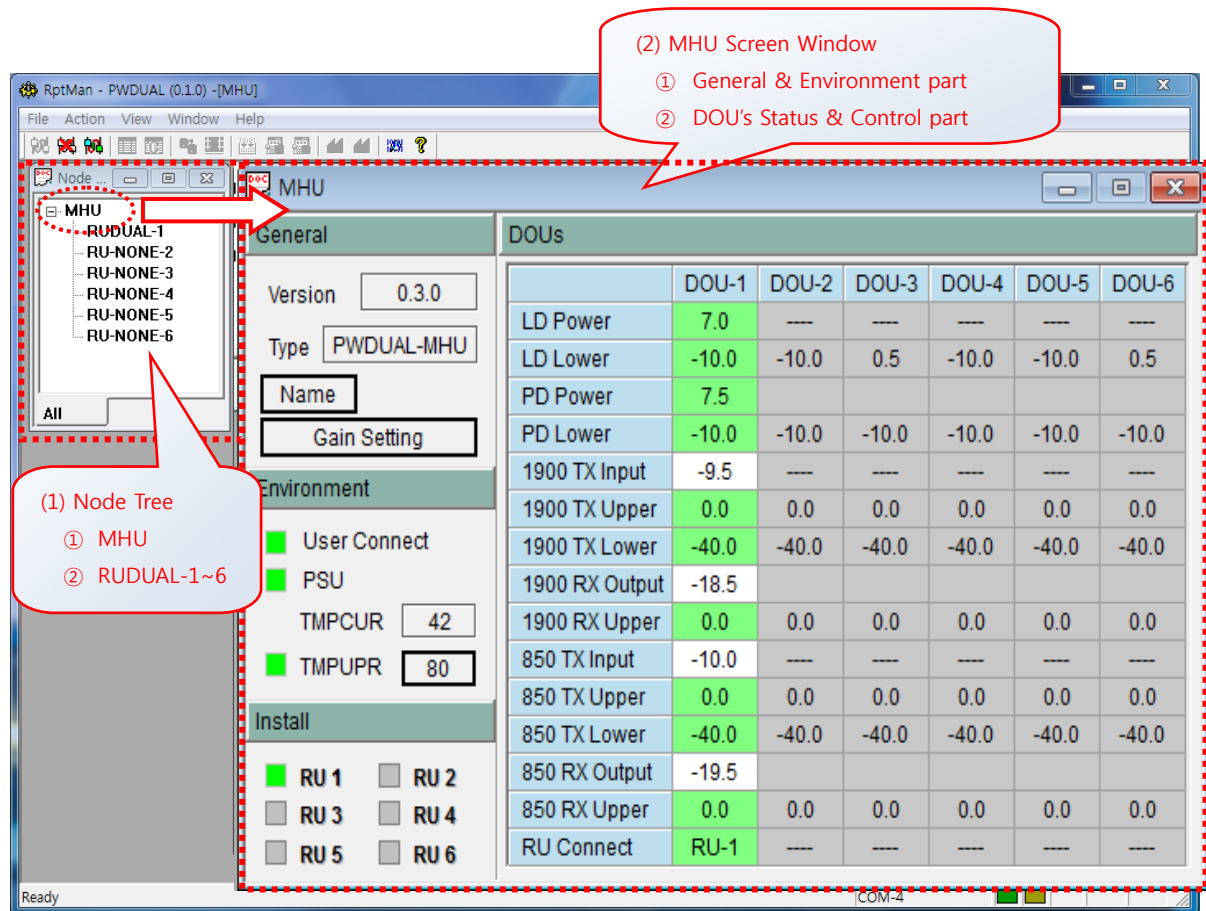 (2) MHU Screen Window
① General & Environment part
② DOU's Status & Control part
RptMan - PWDUAL (0.1.0) -[MHU]
File Action View Window Help
Node ...
MHU
RUDUAL-1
RU-NONE-2
RU-NONE-3
RU-NONE-4
RU-NONE-5
RU-NONE-6
All
(1) Node Tree
① MHU
② RUDUAL-1~6
MHU
General
Version 0.3.0
Type PWDUAL-MHU
Name
Gain Setting
Environment
User Connect
PSU
TMPCUR 42
TMPUPR 80
Install
RU 1 RU 2
RU 3 RU 4
RU 5 RU 6
DOUs
DOU-1 DOU-2 DOU-3 DOU-4 DOU-5 DOU-6
LD Power 7.0 ---- ---- ---- ---- ----
LD Lower -10.0 -10.0 0.5 -10.0 -10.0 0.5
PD Power 7.5
PD Lower -10.0 -10.0 -10.0 -10.0 -10.0 -10.0
1900 TX Input -9.5 ---- ---- ---- ---- ----
1900 TX Upper 0.0 0.0 0.0 0.0 0.0 0.0
1900 TX Lower -40.0 -40.0 -40.0 -40.0 -40.0 -40.0
1900 RX Output -18.5
1900 RX Upper 0.0 0.0 0.0 0.0 0.0 0.0
850 TX Input -10.0 ---- ---- ---- ---- ----
850 TX Upper 0.0 0.0 0.0 0.0 0.0 0.0
850 TX Lower -40.0 -40.0 -40.0 -40.0 -40.0 -40.0
850 RX Output -19.5
850 RX Upper 0.0 0.0 0.0 0.0 0.0 0.0
RU Connect RU-1 ---- ---- ---- ---- ----
Ready
COM-4